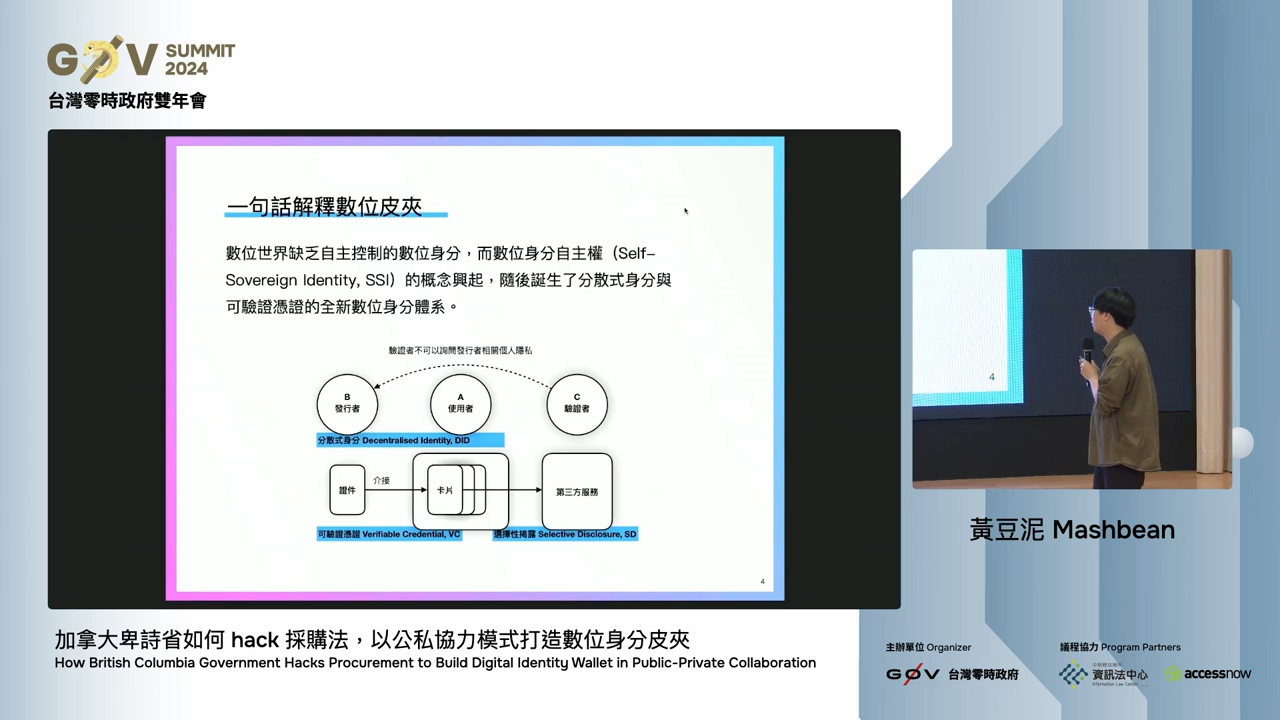 G0V SUMMIT 2024
台灣零時政府雙年會
一句話解釋數位皮夾
數位世界缺乏自主控制的數位身分，而數位身分自主權（Self-
Sovereign Identity, SSI）的概念興起，隨後誕生了分散式身分與
可驗證憑證的全新數位身分體系。
驗證者不可以詢問發行者相關個人隱私
B
發行者
A
使用者
C
驗證者
分散式身分 Decentralised Identity, DID
證件
介接
卡片
第三方服務
可驗證憑證 Verifiable Credential, VC
選擇性揭露 Selective Disclosure, SD
4
4
黃豆泥 Mashbean
加拿大卑詩省如何 hack 採購法，以公私協力模式打造數位身分皮夾
How British Columbia Government Hacks Procurement to Build Digital Identity Wallet in Public-Private Collaboration
主辦單位 Organizer
議程協力 Program Partners
G0V 台灣零時政府
資訊法中心
Information Law Center
accessnow